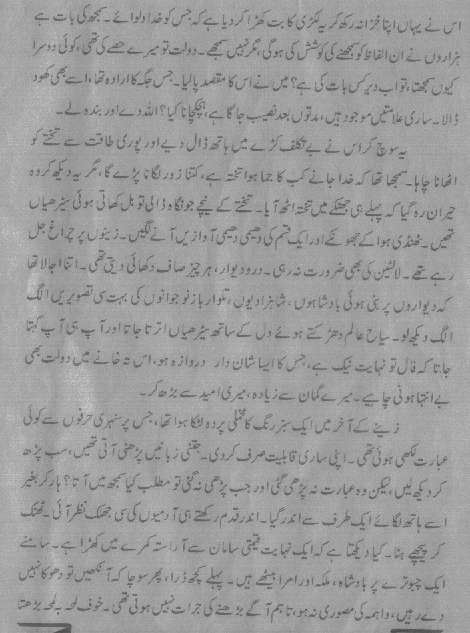 اس نے یہاں اپنا خزانہ رکھ کر یہ لکڑی کا بت کھڑا کر دیا ہے کہ جس کو خدا دلوائے۔ سمجھ کی بات ہے
ہزاروں نے ان الفاظ کو سمجھنے کی کوشش کی ہو گی، مگر نہیں سمجھے۔ دولت تو میرے حصے کی تھی، کوئی دوسرا
کیوں سمجھتا، تو اب دیر کس بات کی ہے؟ میں نے اس کا مقصد پا لیا۔ جس جگہ کا ارادہ تھا، اسے بھی کھود
ڈالا۔ ساری علامتیں موجود ہیں، مدتوں بعد نصیب جاگا ہے، ہچکچانا کیا؟ اللہ دے اور بندہ لے۔
یہ سوچ کر اس نے بے تکلف کڑے میں ہاتھ ڈال دیے اور پوری طاقت سے تختے کو
اٹھانا چاہا۔ سمجھا تھا کہ خدا جانے کب کا جما ہوا تختہ ہے، کتنا زور لگانا پڑے گا، مگر یہ دیکھ کر وہ
حیران رہ گیا کہ پہلے ہی جھٹکے میں تختہ اٹھ آیا۔ تختے کے نیچے جو نگاہ ڈالی تو بل کھاتی ہوئی سیڑھیاں
تھیں۔ ٹھنڈی ہوا کے جھونکے اور ایک قسم کی دھیمی دھیمی آوازیں آنے لگیں۔ زینوں پر چراغ جل
رہے تھے۔ لالٹین کی بھی ضرورت نہ رہی۔ در و دیوار، ہر چیز صاف دکھائی دیتی تھی۔ اتنا اجالا تھا
کہ دیواروں پر بنی ہوئی بادشاہوں، شاہزادیوں، تلوار باز نوجوانوں کی بہت سی تصویریں الگ
الگ دیکھ لو۔ سیاح عالم دھڑکتے ہوئے دل کے ساتھ سیڑھیاں اترتا جاتا اور آپ ہی آپ کہتا
جاتا کہ فال تو نہایت نیک ہے، جس کا ایسا شان دار دروازہ ہو، اس تہ خانے میں دولت بھی
بے انتہا ہونی چاہیے۔ میرے گمان سے زیادہ، میری امید سے بڑھ کر۔
زینے کے آخر میں ایک سبز رنگ کا مخملی پردہ لٹکا ہوا تھا، جس پر سنہری حرفوں سے کوئی
عبارت لکھی ہوئی تھی۔ اپنی ساری قابلیت صرف کر دی۔ جتنی زبانیں پڑھنی آتی تھیں، سب پڑھ
کر دیکھ لیں، لیکن وہ عبارت نہ پڑھی گئی اور جب پڑھی نہ گئی تو مطلب کیا سمجھ میں آتا؟ ہار کر بغیر
اسے ہاتھ لگائے ایک طرف سے اندر گیا۔ اندر قدم رکھتے ہی آدمیوں کی سی جھلک نظر آئی۔ ٹھٹک
کر پیچھے ہٹا۔ کیا دیکھتا ہے کہ ایک نہایت قیمتی سامان سے آراستہ کمرے میں کھڑا ہے۔ سامنے
ایک چبوترے پر بادشاہ، ملکہ اور امرا بیٹھے ہیں۔ پہلے کچھ ڈرا، پھر سوچا کہ آنکھیں تو دھوکا نہیں
دے رہیں، واہمہ کی مصوری نہ ہو، تاہم آگے بڑھنے کی جرات نہیں ہوتی تھی۔ خوف لمحہ بہ لمحہ بڑھتا